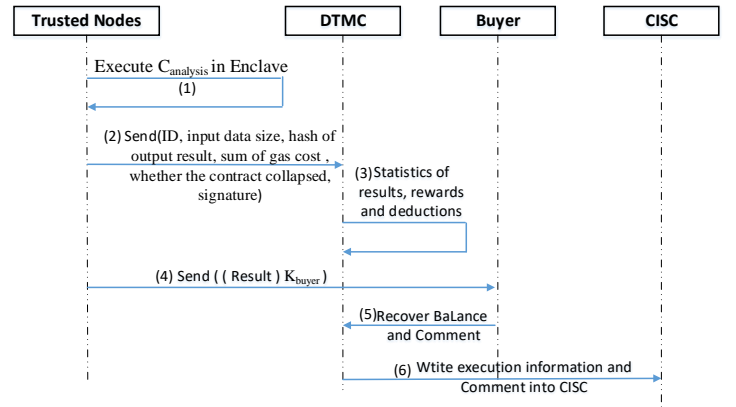 Trusted Nodes
DTMC
Buyer
CISC
Execute Canalysis in Enclave
(1)
(2) Send(ID, input data size, hash of
output result, sum of gas cost ,
whether the contract collapsed,
signature)
(3)Statistics of
results, rewards
and deductions
(4) Send ( ( Result ) Kbuyer )
(5)Recover BaLance
and Comment
(6) Wtite execution information and
Comment into CISC